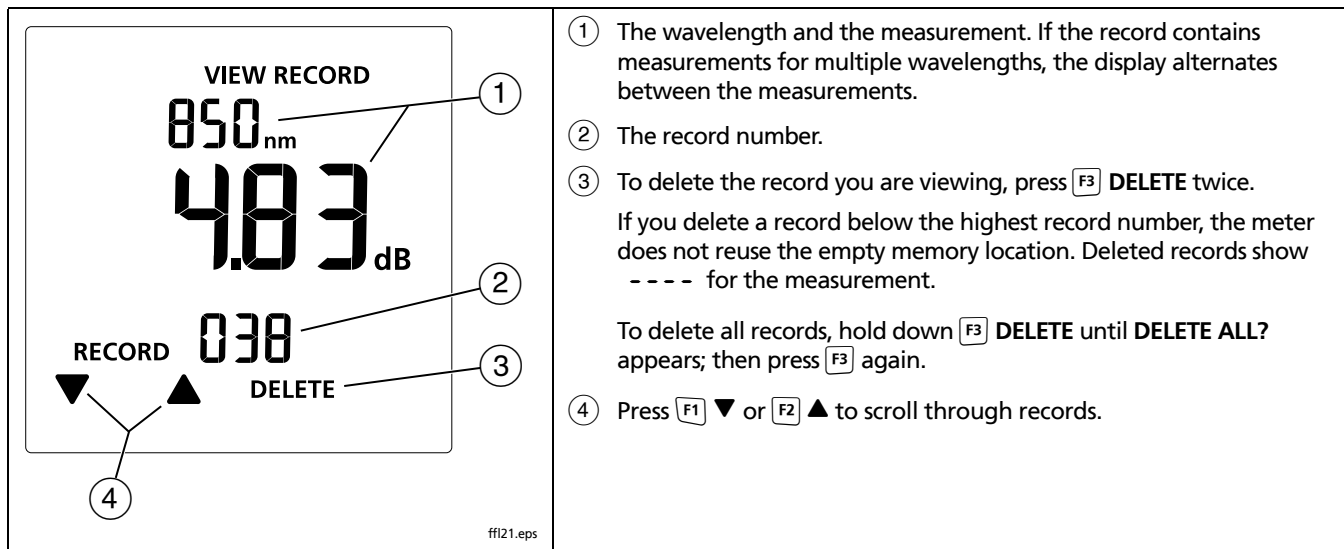 VIEW RECORD
850nm
4.83 dB
038
RECORD
DELETE
1
2
3
4
ffl21.eps
1 The wavelength and the measurement. If the record contains
measurements for multiple wavelengths, the display alternates
between the measurements.
2 The record number.
3 To delete the record you are viewing, press F3 DELETE twice.
If you delete a record below the highest record number, the meter
does not reuse the empty memory location. Deleted records show
- - - - for the measurement.
To delete all records, hold down F3 DELETE until DELETE ALL?
appears; then press F3 again.
4 Press F1 ▼ or F2 ▲ to scroll through records.